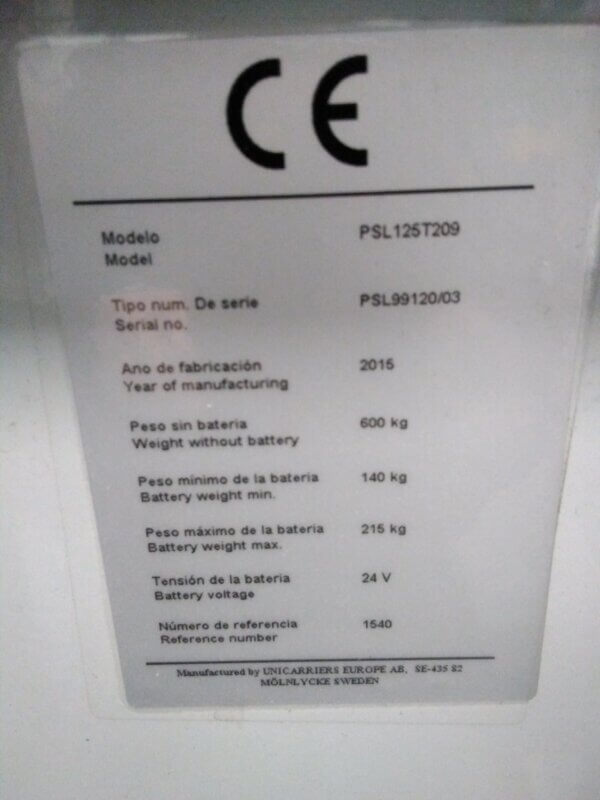 CE
Modelo PSL125T209
Model
Tipo num. De serie PSL99120/03
Serial no.
Ano de fabricación 2015
Year of manufacturing
Peso sin bateria 600 kg
Weight without battery
Peso minimo de la bateria 140 kg
Battery weight min.
Peso máximo de la bateria 215 kg
Battery weight max.
Tensión de la bateria 24 V
Battery voltage
Número de referencia 1540
Reference number
Manufactured by UNICARRIERS EUROPE AB, SE-435 82
MÖLNLYCKE SWEDEN